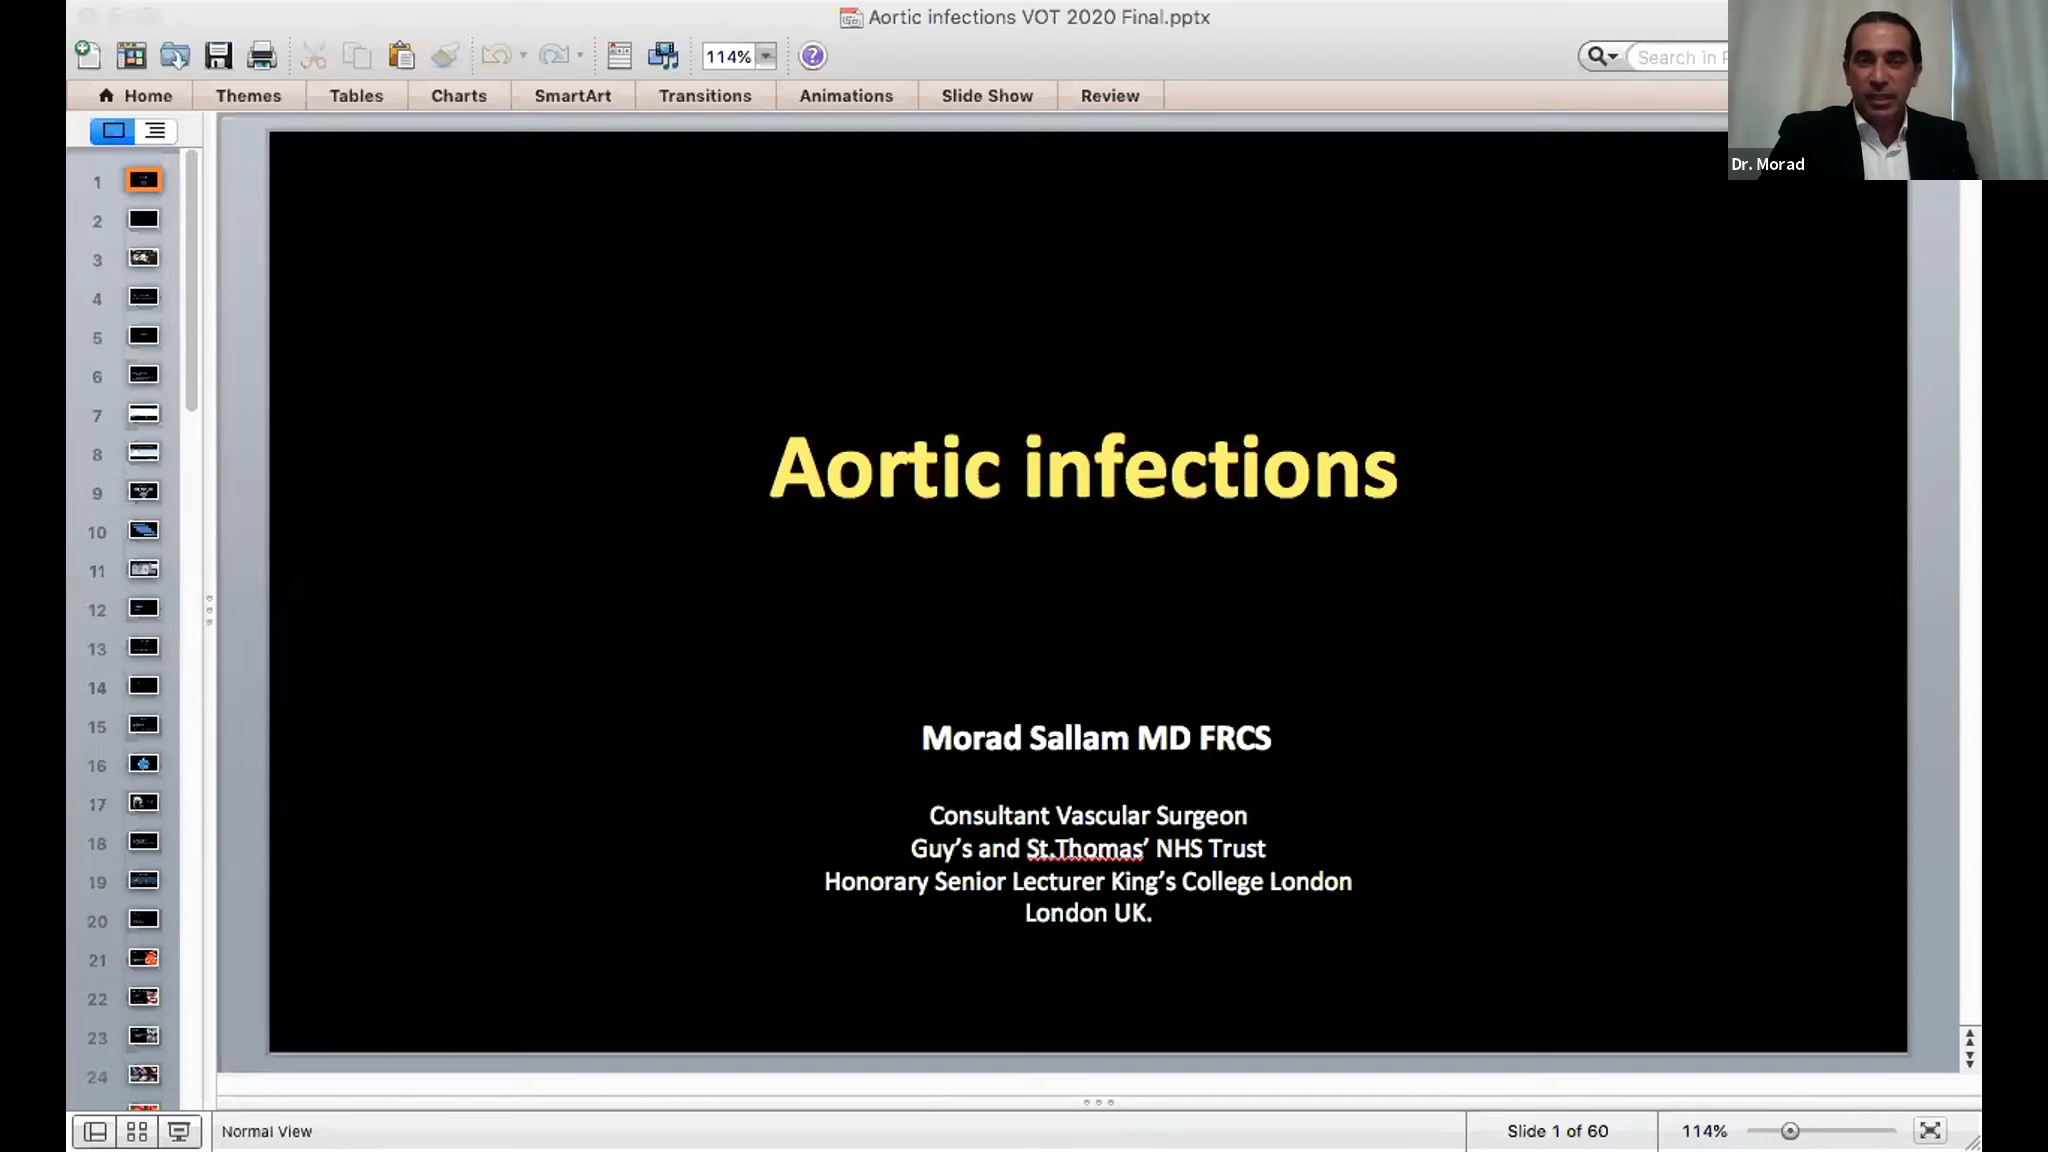 Aortic infections VOT 2020 Final.pptx
114%
Search in
Home Themes Tables Charts SmartArt Transitions Animations Slide Show Review
Dr. Morad
1
2
3
4
5
6
7
8
9
10
11
12
13
14
15
16
17
18
19
20
21
22
23
24
Aortic infections
Morad Sallam MD FRCS
Consultant Vascular Surgeon
Guy’s and St.Thomas’ NHS Trust
Honorary Senior Lecturer King’s College London
London UK.
Normal View
Slide 1 of 60
114%